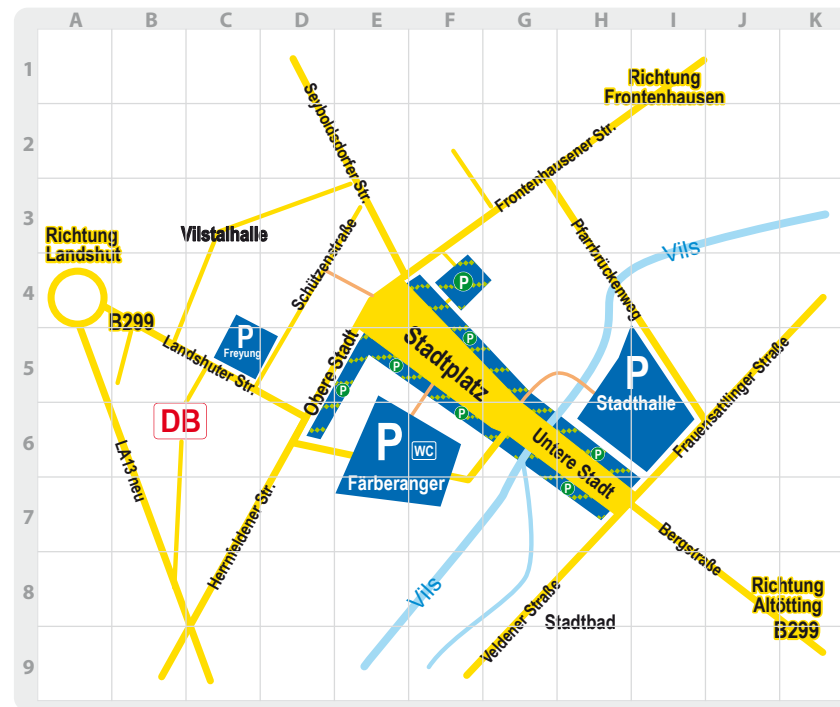 A B C D E F G H I J K
1
2
3
4
5
6
7
8
9
Richtung
Frontenhausen
Seyboldsdorfer Str.
Frontenhausener Str.
Vilstalhalle
Richtung
Landshut
Schützenstraße
Pfarrbrückenweg
Vils
P
B299
P
Freyung
Landshuter Str.
Obere Stadt
Stadtplatz
P
P
P
P
Stadthalle
Frauensattlinger Straße
DB
P
WC
Färberanger
P
P
Untere Stadt
P
LA13 neu
Herrnfeldener Str.
Bergstraße
Vils
Veldener Straße
Stadtbad
Richtung
Altötting
B299